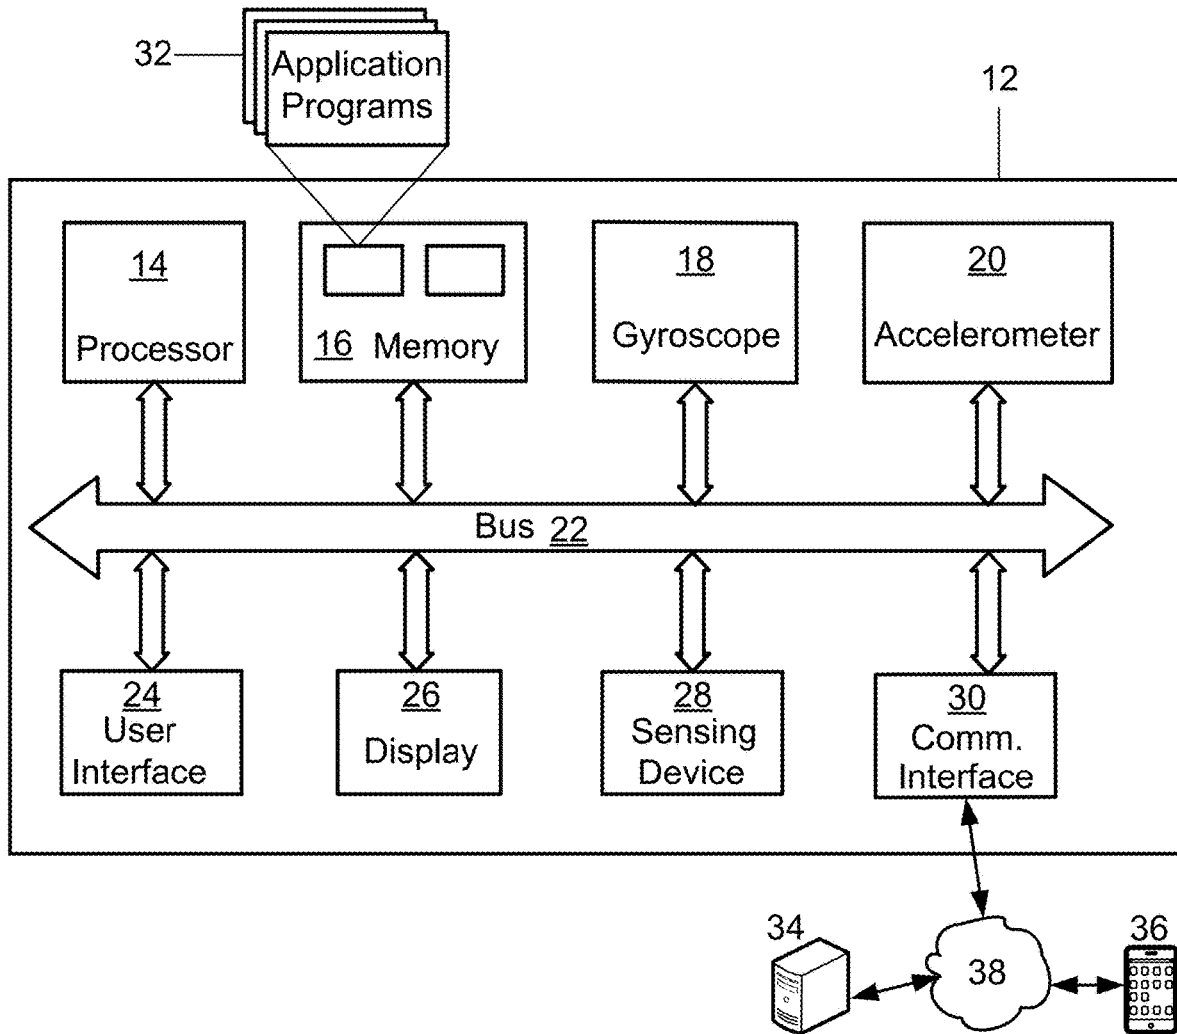 32
Application
Programs
12
14
Processor
16 Memory
18
Gyroscope
20
Accelerometer
Bus 22
24
User
Interface
26
Display
28
Sensing
Device
30
Comm.
Interface
34
38
36